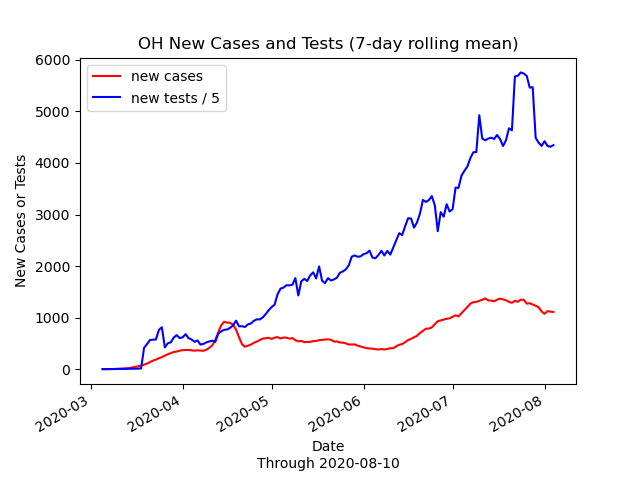 OH New Cases and Tests (7-day rolling mean)
new cases
new tests / 5
6000
5000
4000
3000
2000
1000
0
New Cases or Tests
2020-03
2020-04
2020-05
2020-06
2020-07
2020-08
Date
Through 2020-08-10